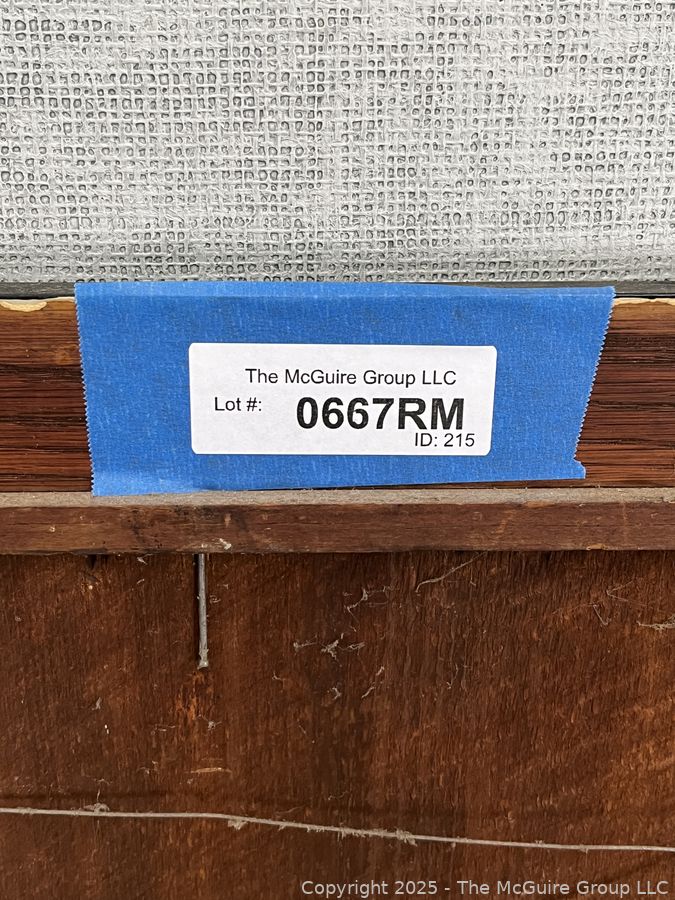 The McGuire Group LLC
Lot #: 0667RM
ID: 215
Copyright 2025 - The McGuire Group LLC